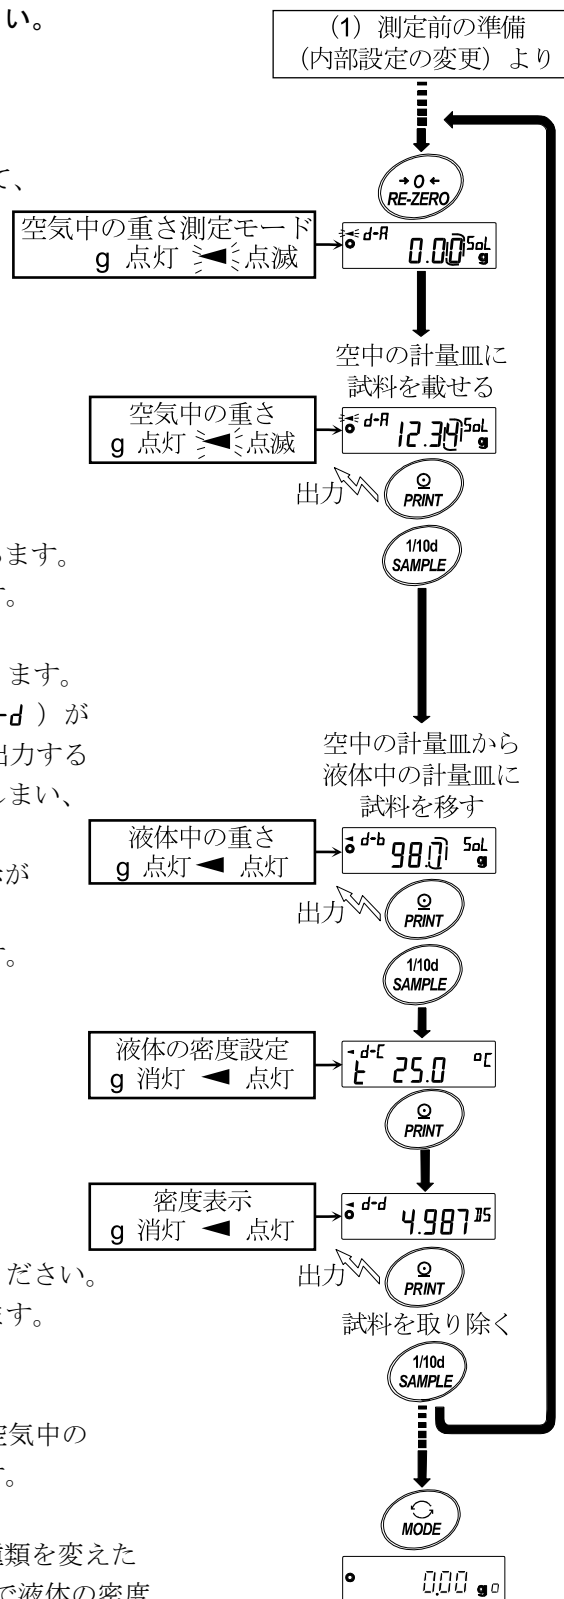 い。
（1）測定前の準備
（内部設定の変更）より
て、
→0←
RE-ZERO
空気中の重さ測定モード
g 点灯 ◀ 点滅
d-A 0.00 SoL g
空中の計量皿に
試料を載せる
空気中の重さ
g 点灯 ◀ 点滅
d-A 12.34 SoL g
出力
PRINT
1/10d
SAMPLE
ります。
す。
ります。
-d ）が
出力する
しまい、
空中の計量皿から
液体中の計量皿に
試料を移す
液体中の重さ
g 点灯 ◀ 点灯
d-b 98.0 SoL g
が
出力
PRINT
す。
1/10d
SAMPLE
液体の密度設定
g 消灯 ◀ 点灯
d-C t 25.0 °C
PRINT
密度表示
g 消灯 ◀ 点灯
d-d 4.987 DS
ください。
出力
PRINT
ます。
試料を取り除く
1/10d
SAMPLE
空気中の
す。
MODE
種類を変えた
0.00 g
で液体の密度